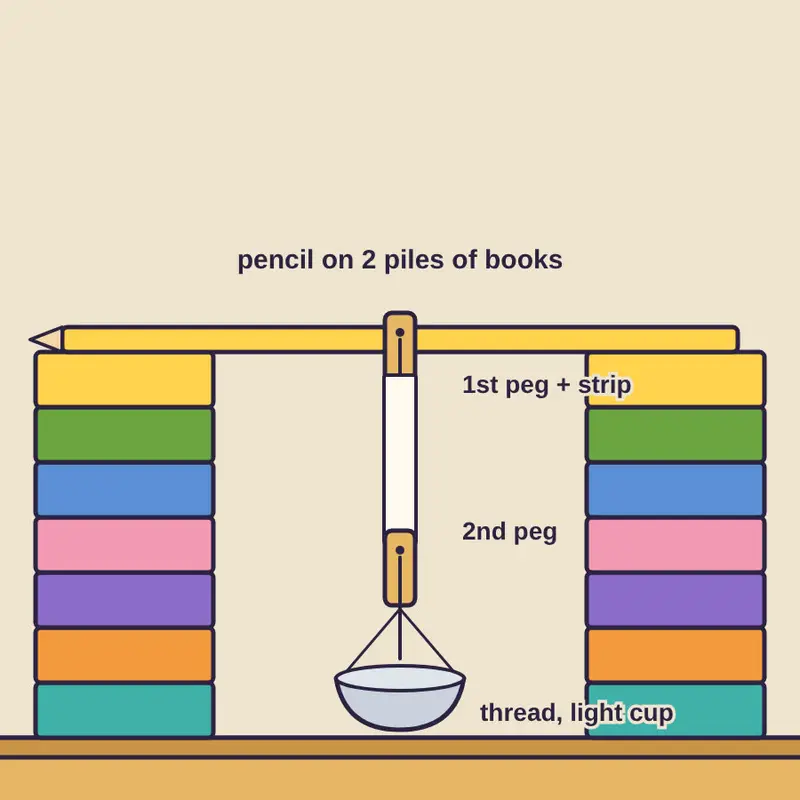 pencil on 2 piles of books
1st peg + strip
2nd peg
thread, light cup